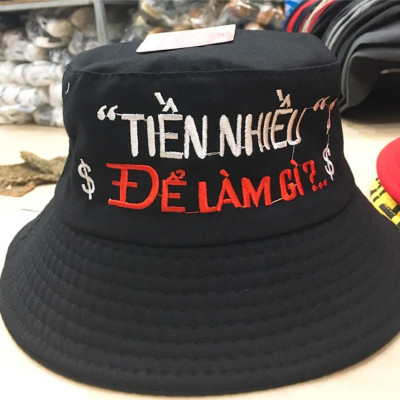 “TIỀN NHIỀU“
$ ĐỂ LÀM GÌ?.. $